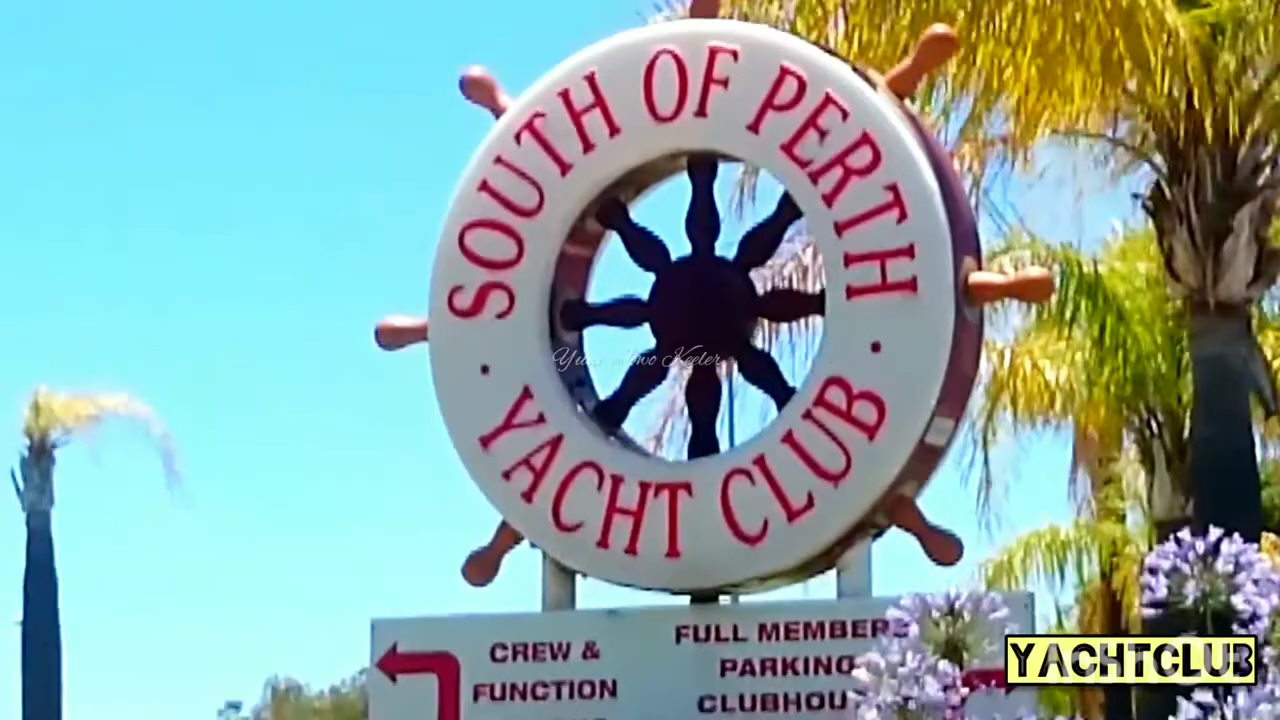 SOUTH OF PERTH
YACHT CLUB
CREW &
FUNCTION
FULL MEMBERS
PARKING
YACHTCLUB